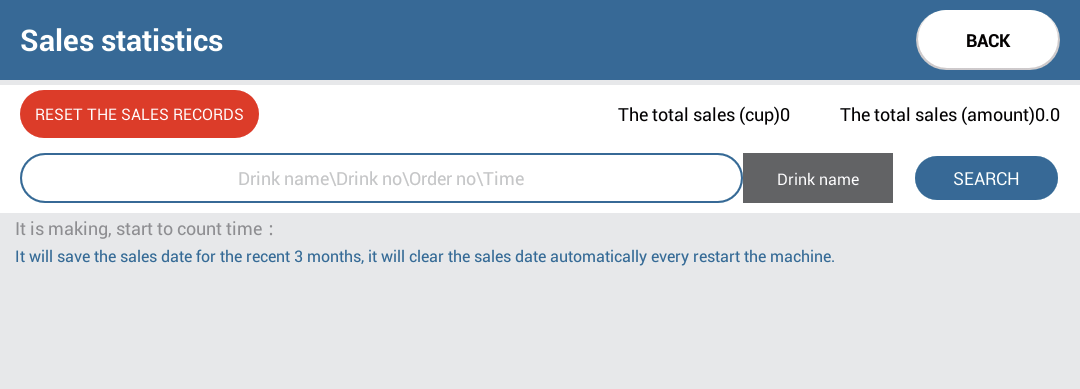 Sales statistics
BACK
RESET THE SALES RECORDS
The total sales (cup)0
The total sales (amount)0.0
Drink name\Drink no\Order no\Time
Drink name
SEARCH
It is making, start to count time：
It will save the sales date for the recent 3 months, it will clear the sales date automatically every restart the machine.